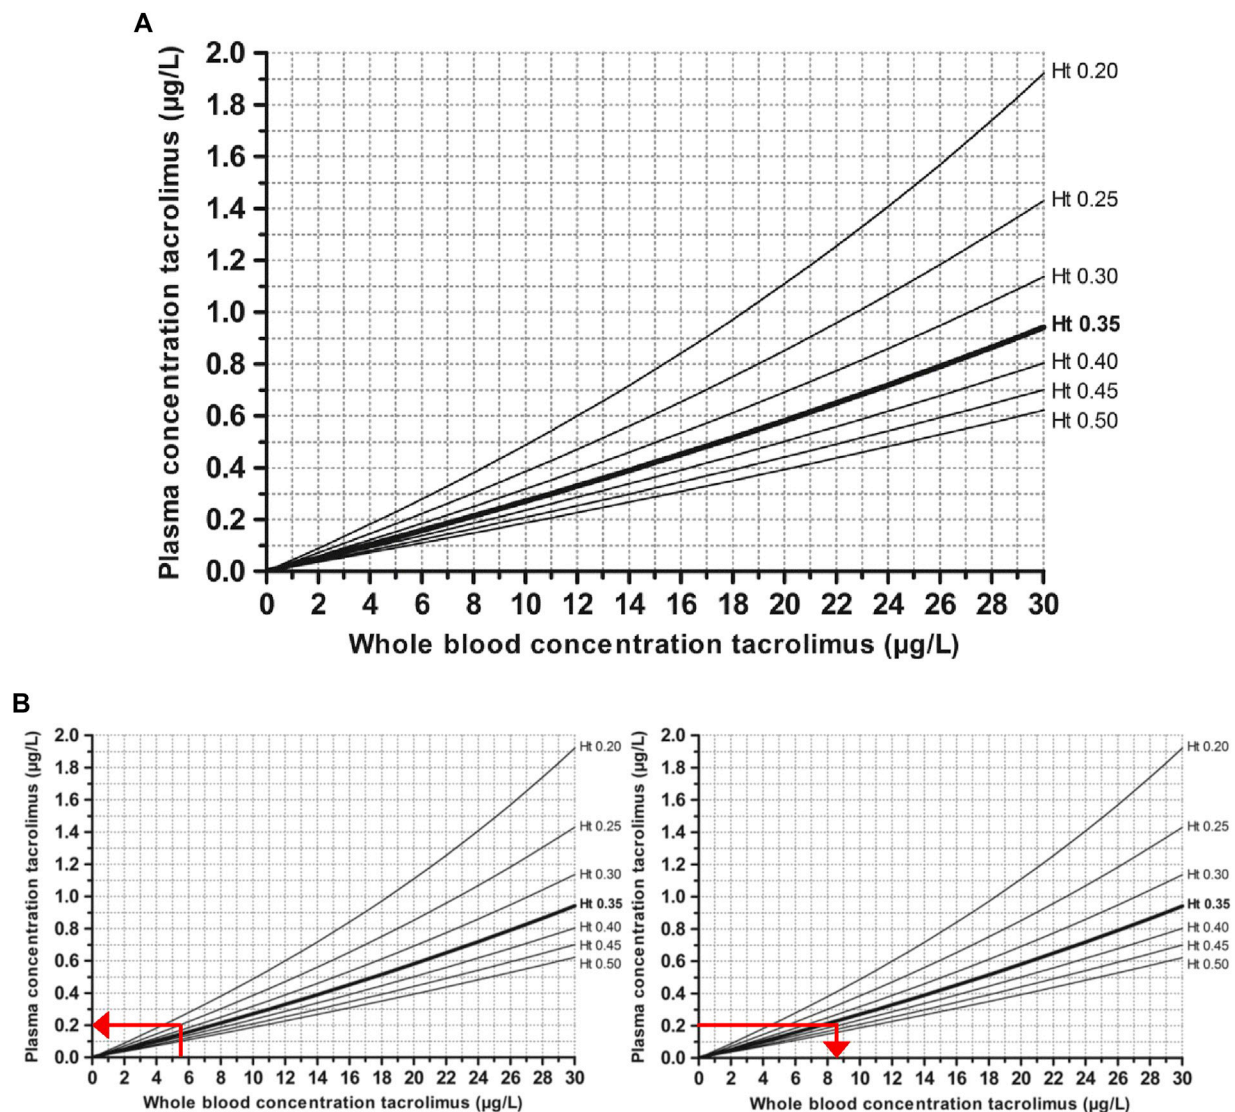 A
Plasma concentration tacrolimus (µg/L)
2.0
1.8
1.6
1.4
1.2
1.0
0.8
0.6
0.4
0.2
0.0
Ht 0.20
Ht 0.25
Ht 0.30
Ht 0.35
Ht 0.40
Ht 0.45
Ht 0.50
0 2 4 6 8 10 12 14 16 18 20 22 24 26 28 30
Whole blood concentration tacrolimus (µg/L)
B
Plasma concentration tacrolimus (µg/L)
2.0
1.8
1.6
1.4
1.2
1.0
0.8
0.6
0.4
0.2
0.0
Ht 0.20
Ht 0.25
Ht 0.30
Ht 0.35
Ht 0.40
Ht 0.45
Ht 0.50
0 2 4 6 8 10 12 14 16 18 20 22 24 26 28 30
Whole blood concentration tacrolimus (µg/L)
Plasma concentration tacrolimus (µg/L)
2.0
1.8
1.6
1.4
1.2
1.0
0.8
0.6
0.4
0.2
0.0
Ht 0.20
Ht 0.25
Ht 0.30
Ht 0.35
Ht 0.40
Ht 0.45
Ht 0.50
0 2 4 6 8 10 12 14 16 18 20 22 24 26 28 30
Whole blood concentration tacrolimus (µg/L)